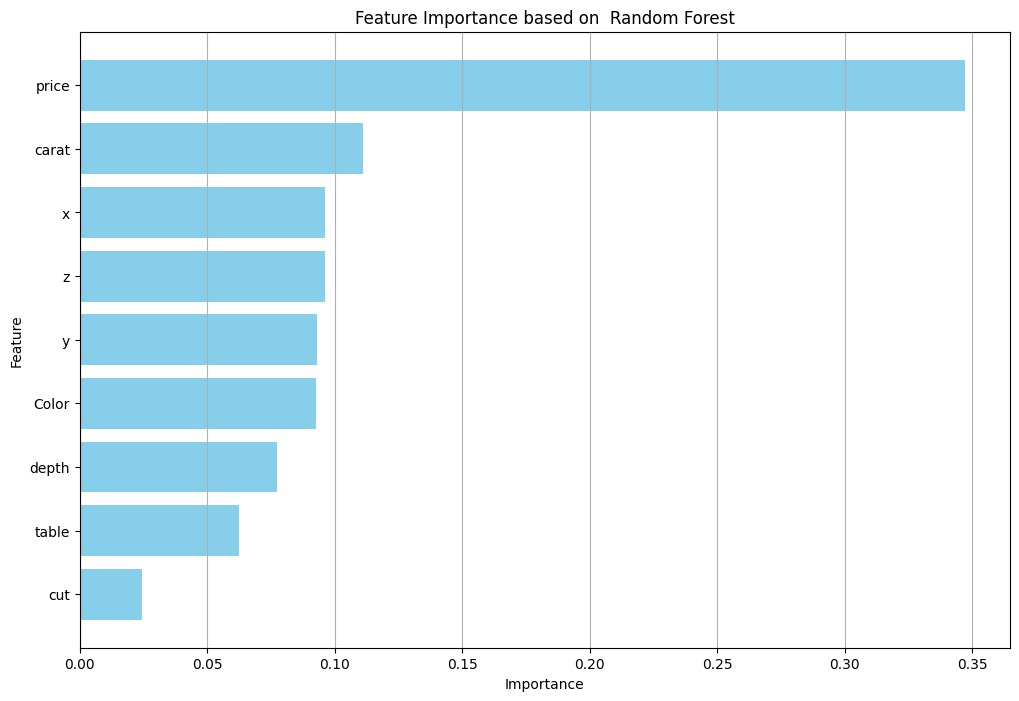 Feature Importance based on  Random Forest
price
carat
x
z
y
Color
depth
table
cut
Feature
0.00 0.05 0.10 0.15 0.20 0.25 0.30 0.35
Importance